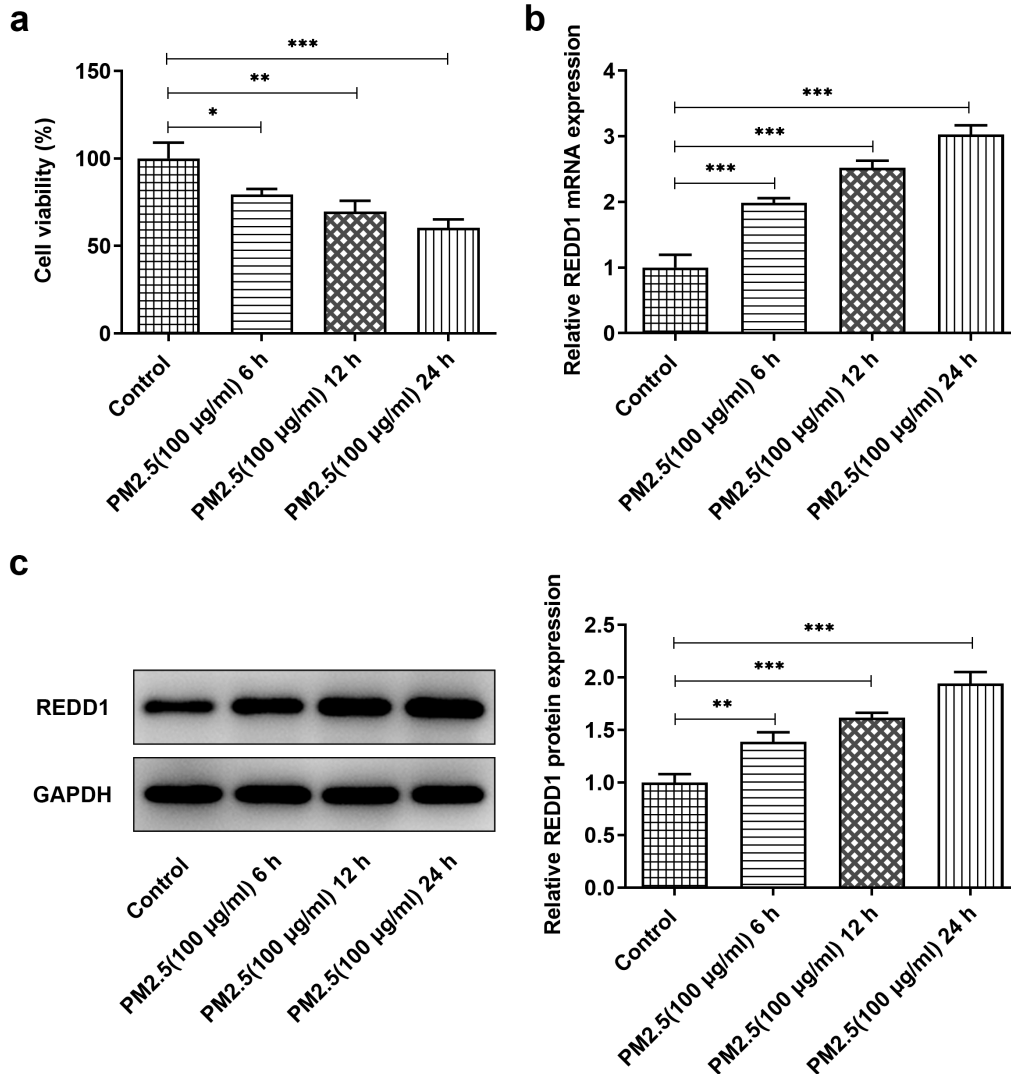 a
Cell viability (%)
150
100
50
0
***
**
*
Control
PM2.5(100 µg/ml) 6 h
PM2.5(100 µg/ml) 12 h
PM2.5(100 µg/ml) 24 h
b
Relative REDD1 mRNA expression
4
3
2
1
0
***
***
***
Control
PM2.5(100 µg/ml) 6 h
PM2.5(100 µg/ml) 12 h
PM2.5(100 µg/ml) 24 h
c
REDD1
GAPDH
Control
PM2.5(100 µg/ml) 6 h
PM2.5(100 µg/ml) 12 h
PM2.5(100 µg/ml) 24 h
Relative REDD1 protein expression
2.5
2.0
1.5
1.0
0.5
0.0
***
***
**
Control
PM2.5(100 µg/ml) 6 h
PM2.5(100 µg/ml) 12 h
PM2.5(100 µg/ml) 24 h